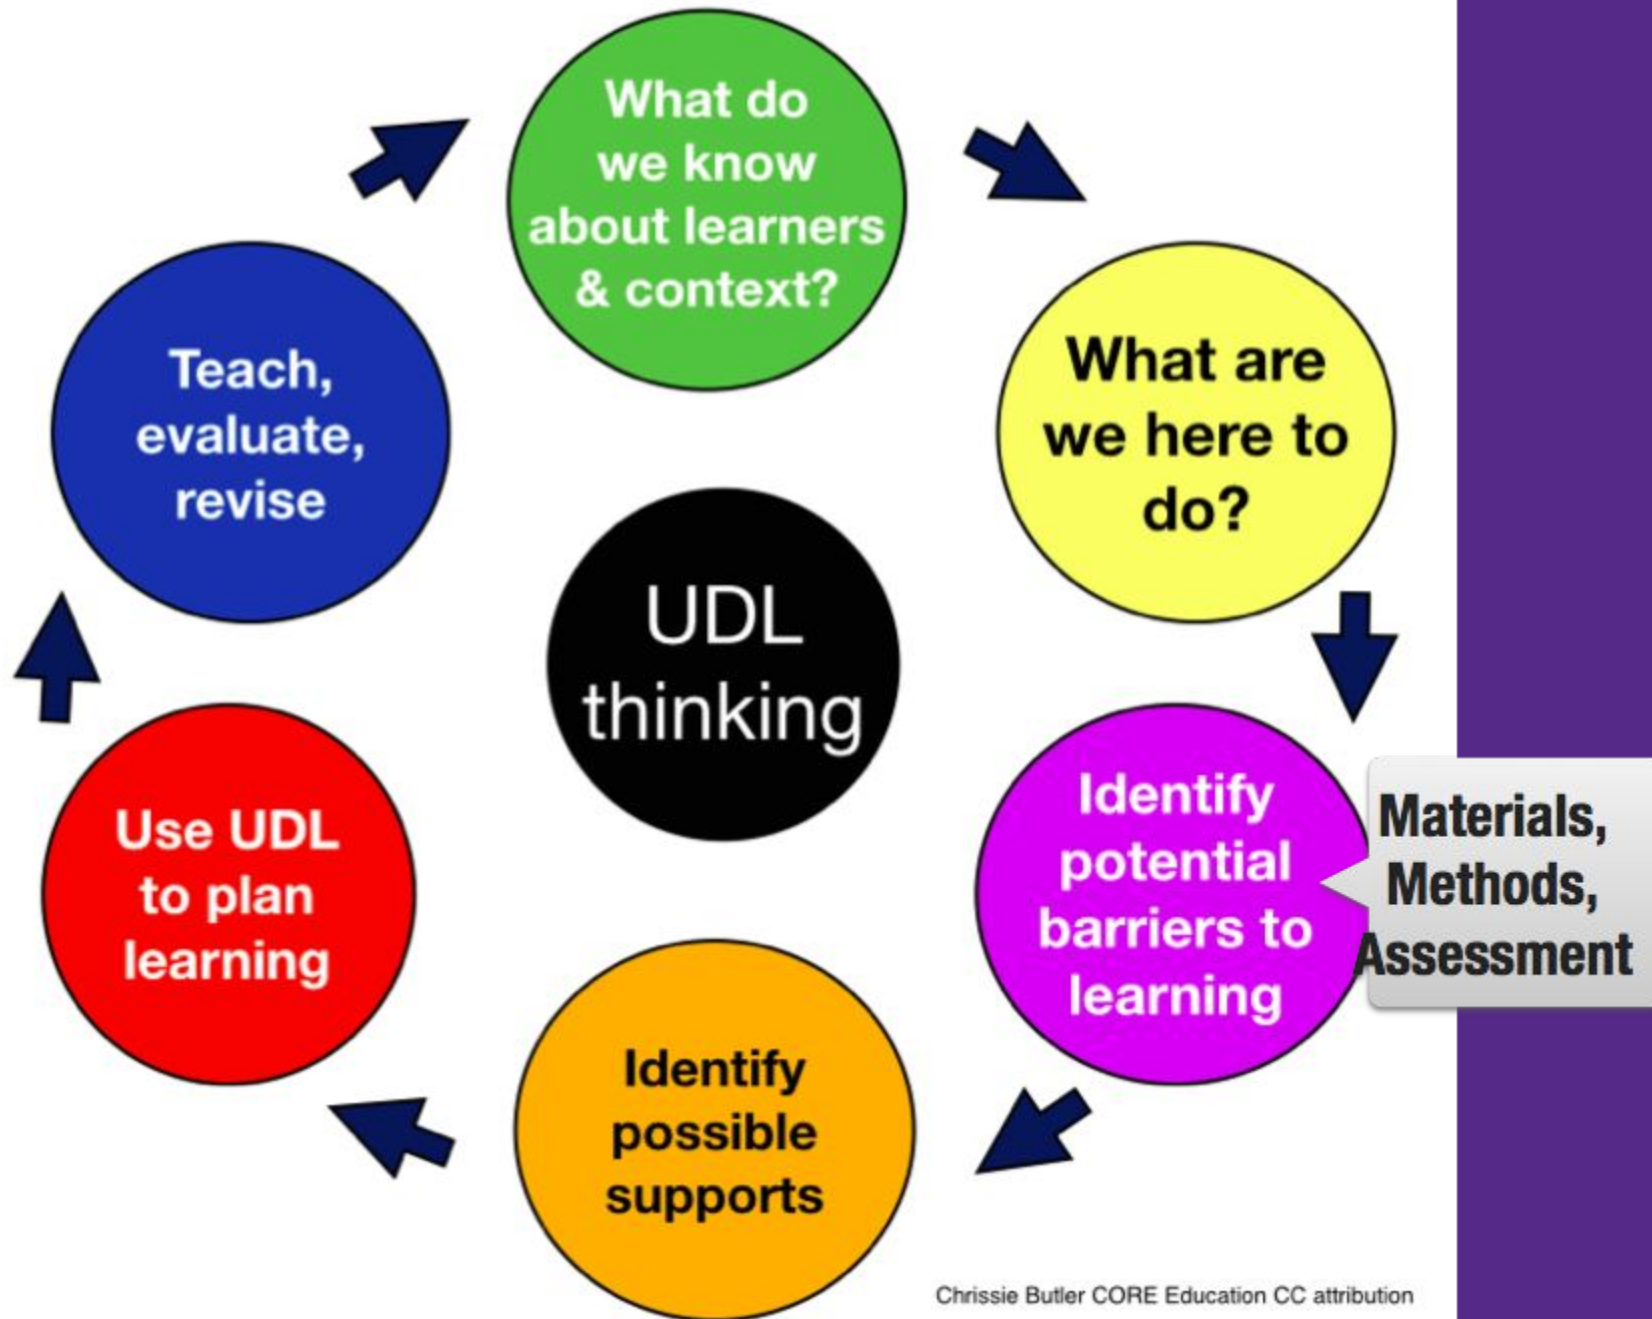 What do
we know
about learners
& context?
What are
we here to
do?
Identify
potential
barriers to
learning
Materials,
Methods,
Assessment
Identify
possible
supports
Use UDL
to plan
learning
Teach,
evaluate,
revise
UDL
thinking
Chrissie Butler CORE Education CC attribution